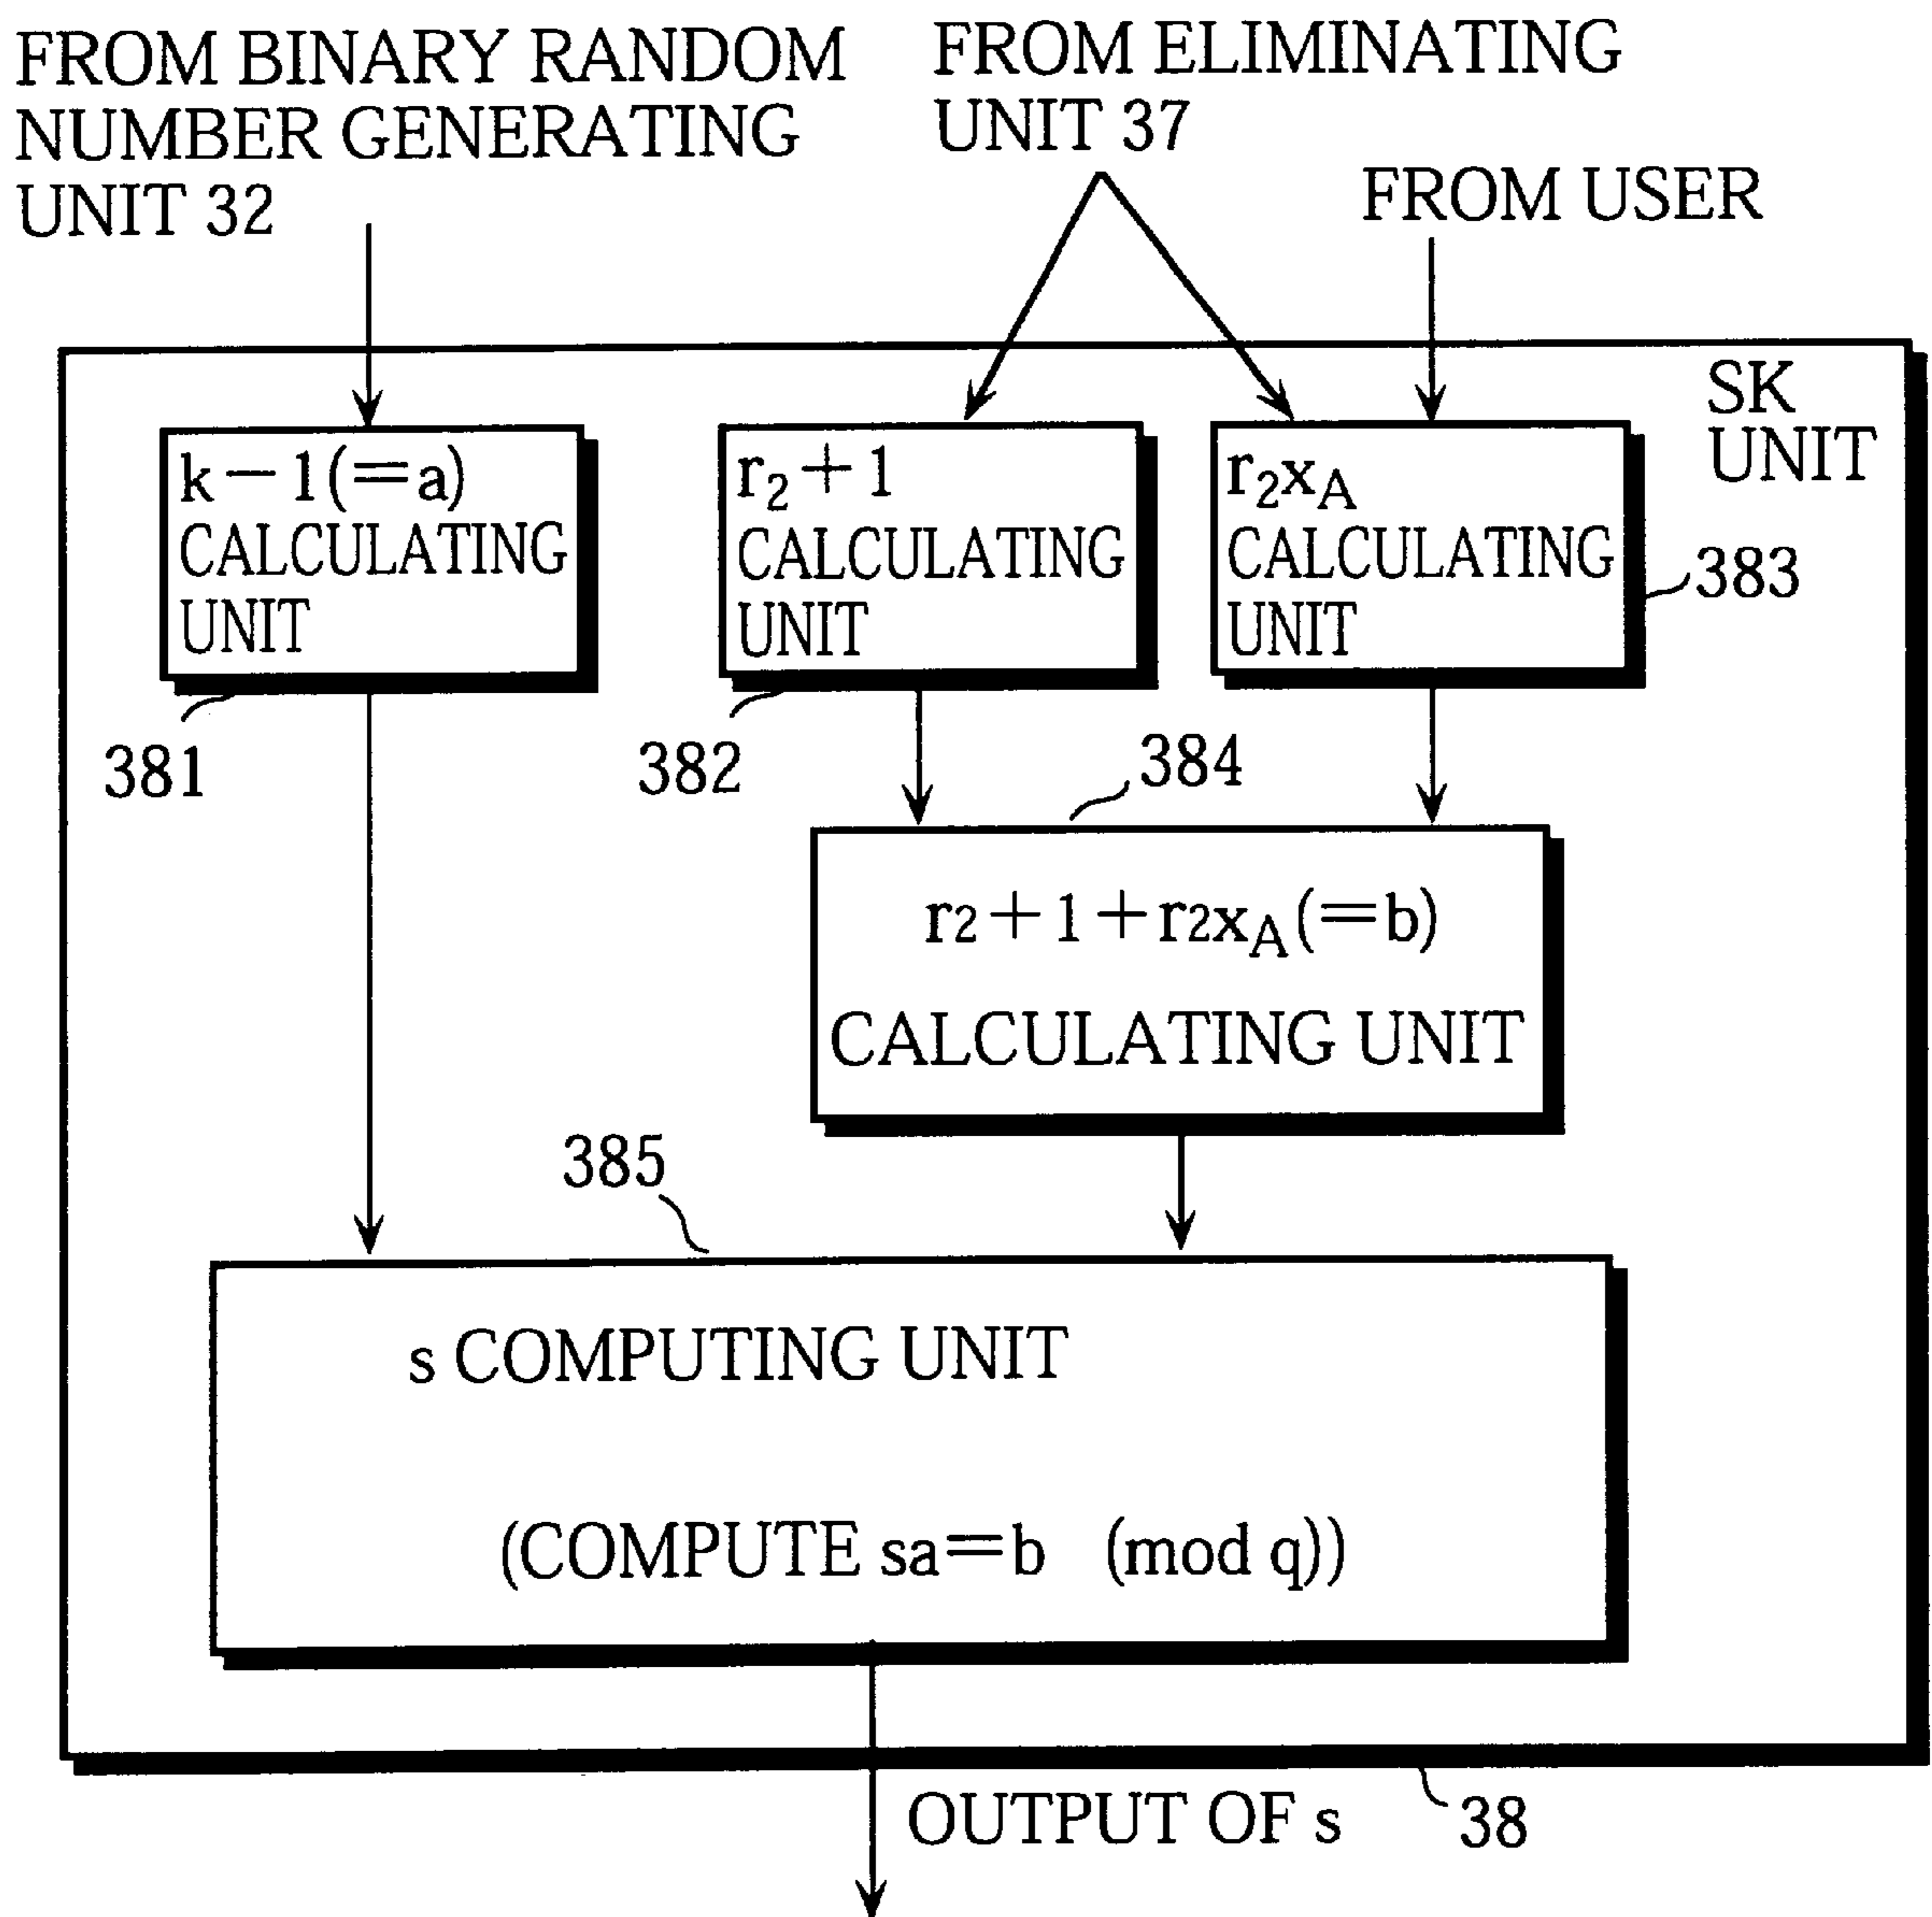 FROM BINARY RANDOM
NUMBER GENERATING
UNIT 32
FROM ELIMINATING
UNIT 37
FROM USER
SK
UNIT
k－1(=a)
CALCULATING
UNIT
r₂＋1
CALCULATING
UNIT
r₂xA
CALCULATING
UNIT
383
381
382
384
r₂＋1＋r₂xA(=b)
CALCULATING UNIT
385
s COMPUTING UNIT
(COMPUTE sa=b (mod q))
OUTPUT OF s
38